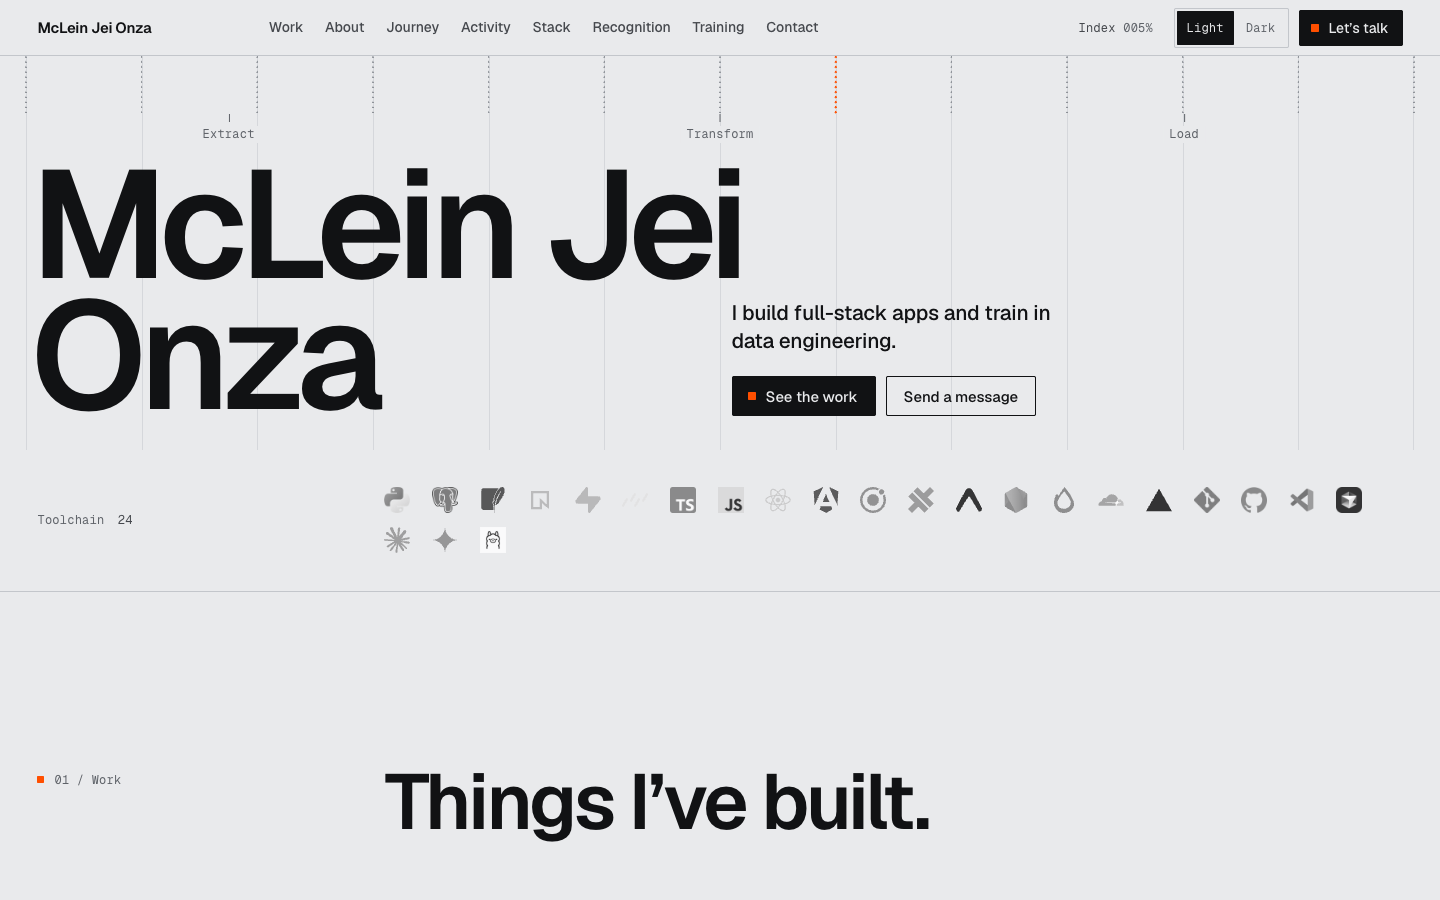 McLein Jei Onza
Work About Journey Activity Stack Recognition Training Contact
Index 005%
Light Dark
Let's talk
Extract Transform Load
McLein Jei
Onza
I build full-stack apps and train in
data engineering.
See the work
Send a message
Toolchain 24
TS
JS
01 / Work
Things I've built.